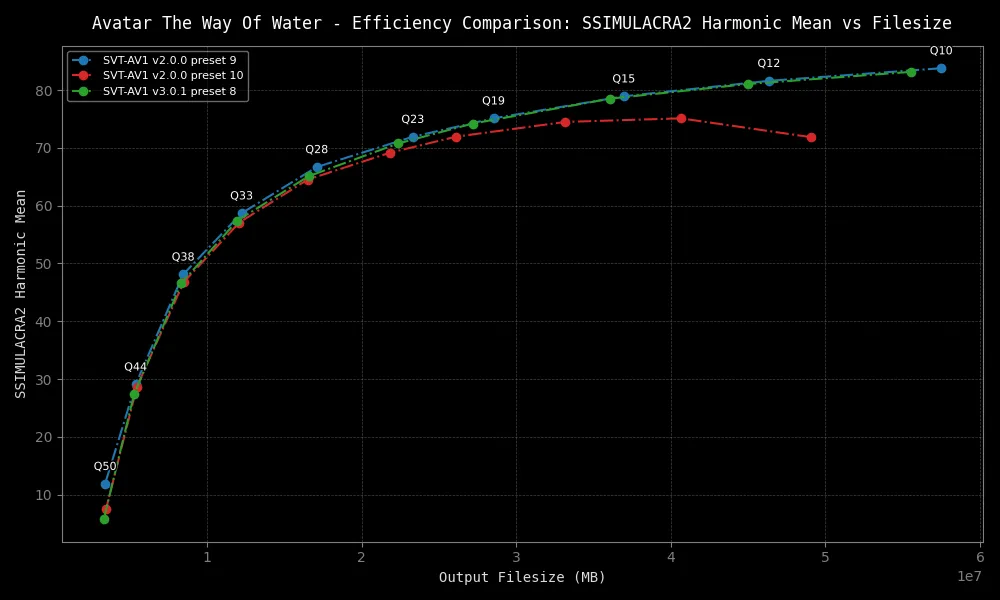 Avatar The Way Of Water - Efficiency Comparison: SSIMULACRA2 Harmonic Mean vs Filesize
SVT-AV1 v2.0.0 preset 9
SVT-AV1 v2.0.0 preset 10
SVT-AV1 v3.0.1 preset 8
Q10
Q12
Q15
Q19
Q23
Q28
Q33
Q38
Q44
Q50
SSIMULACRA2 Harmonic Mean
80
70
60
50
40
30
20
10
1 2 3 4 5 6
1e7
Output Filesize (MB)